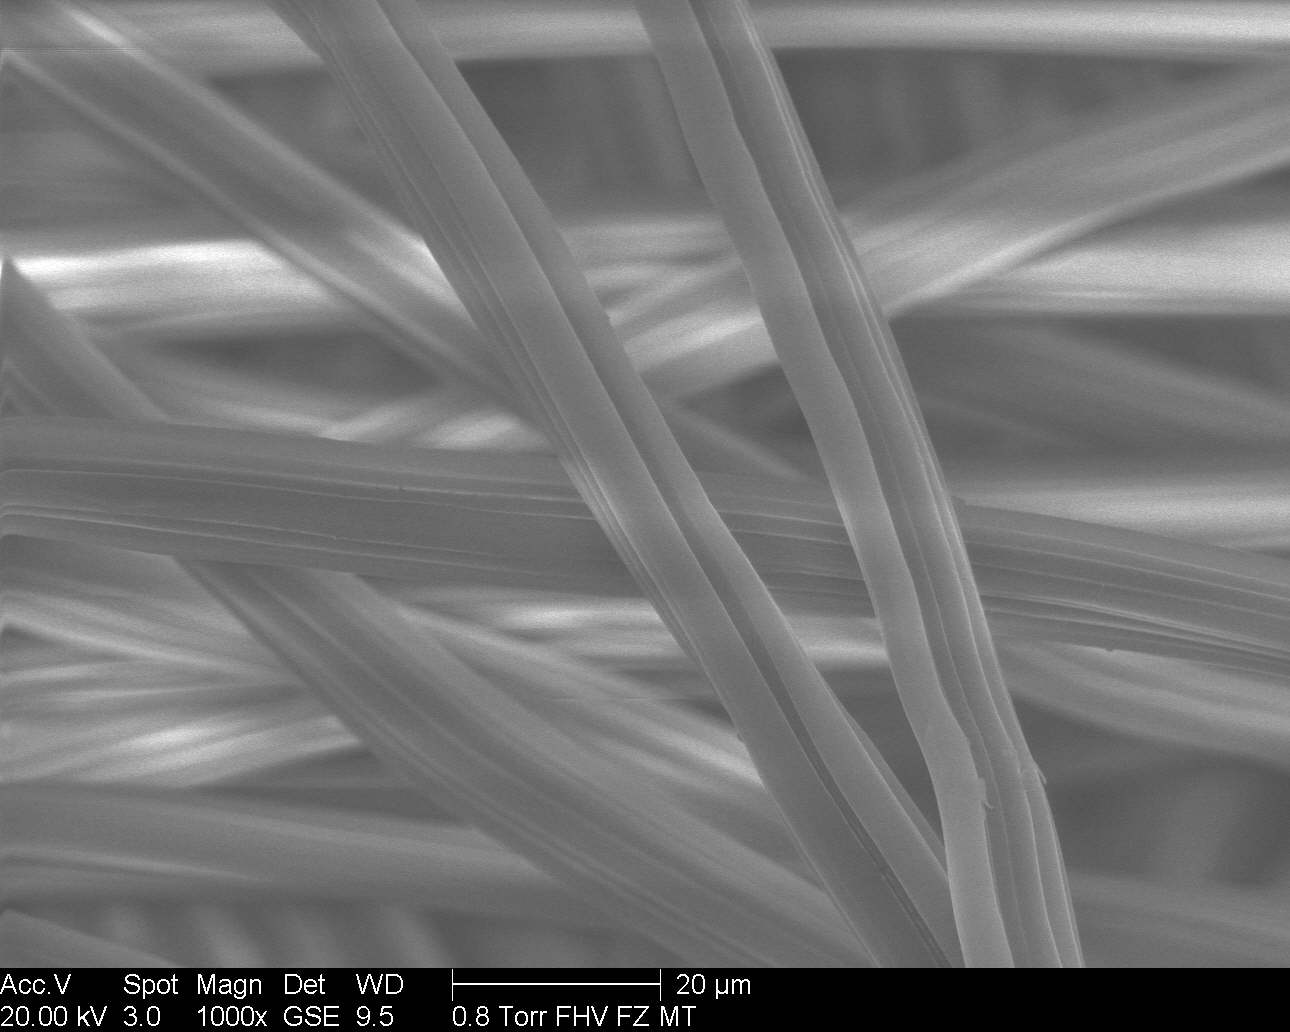 Acc.V Spot Magn Det WD 20 µm
20.00 kV 3.0 1000x GSE 9.5 0.8 Torr FHV FZ MT